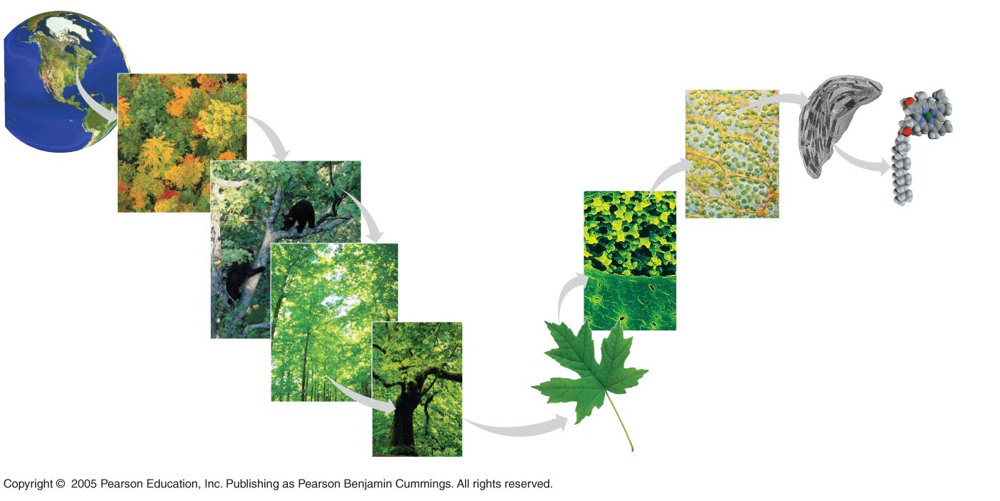 Copyright © 2005 Pearson Education, Inc. Publishing as Pearson Benjamin Cummings. All rights reserved.